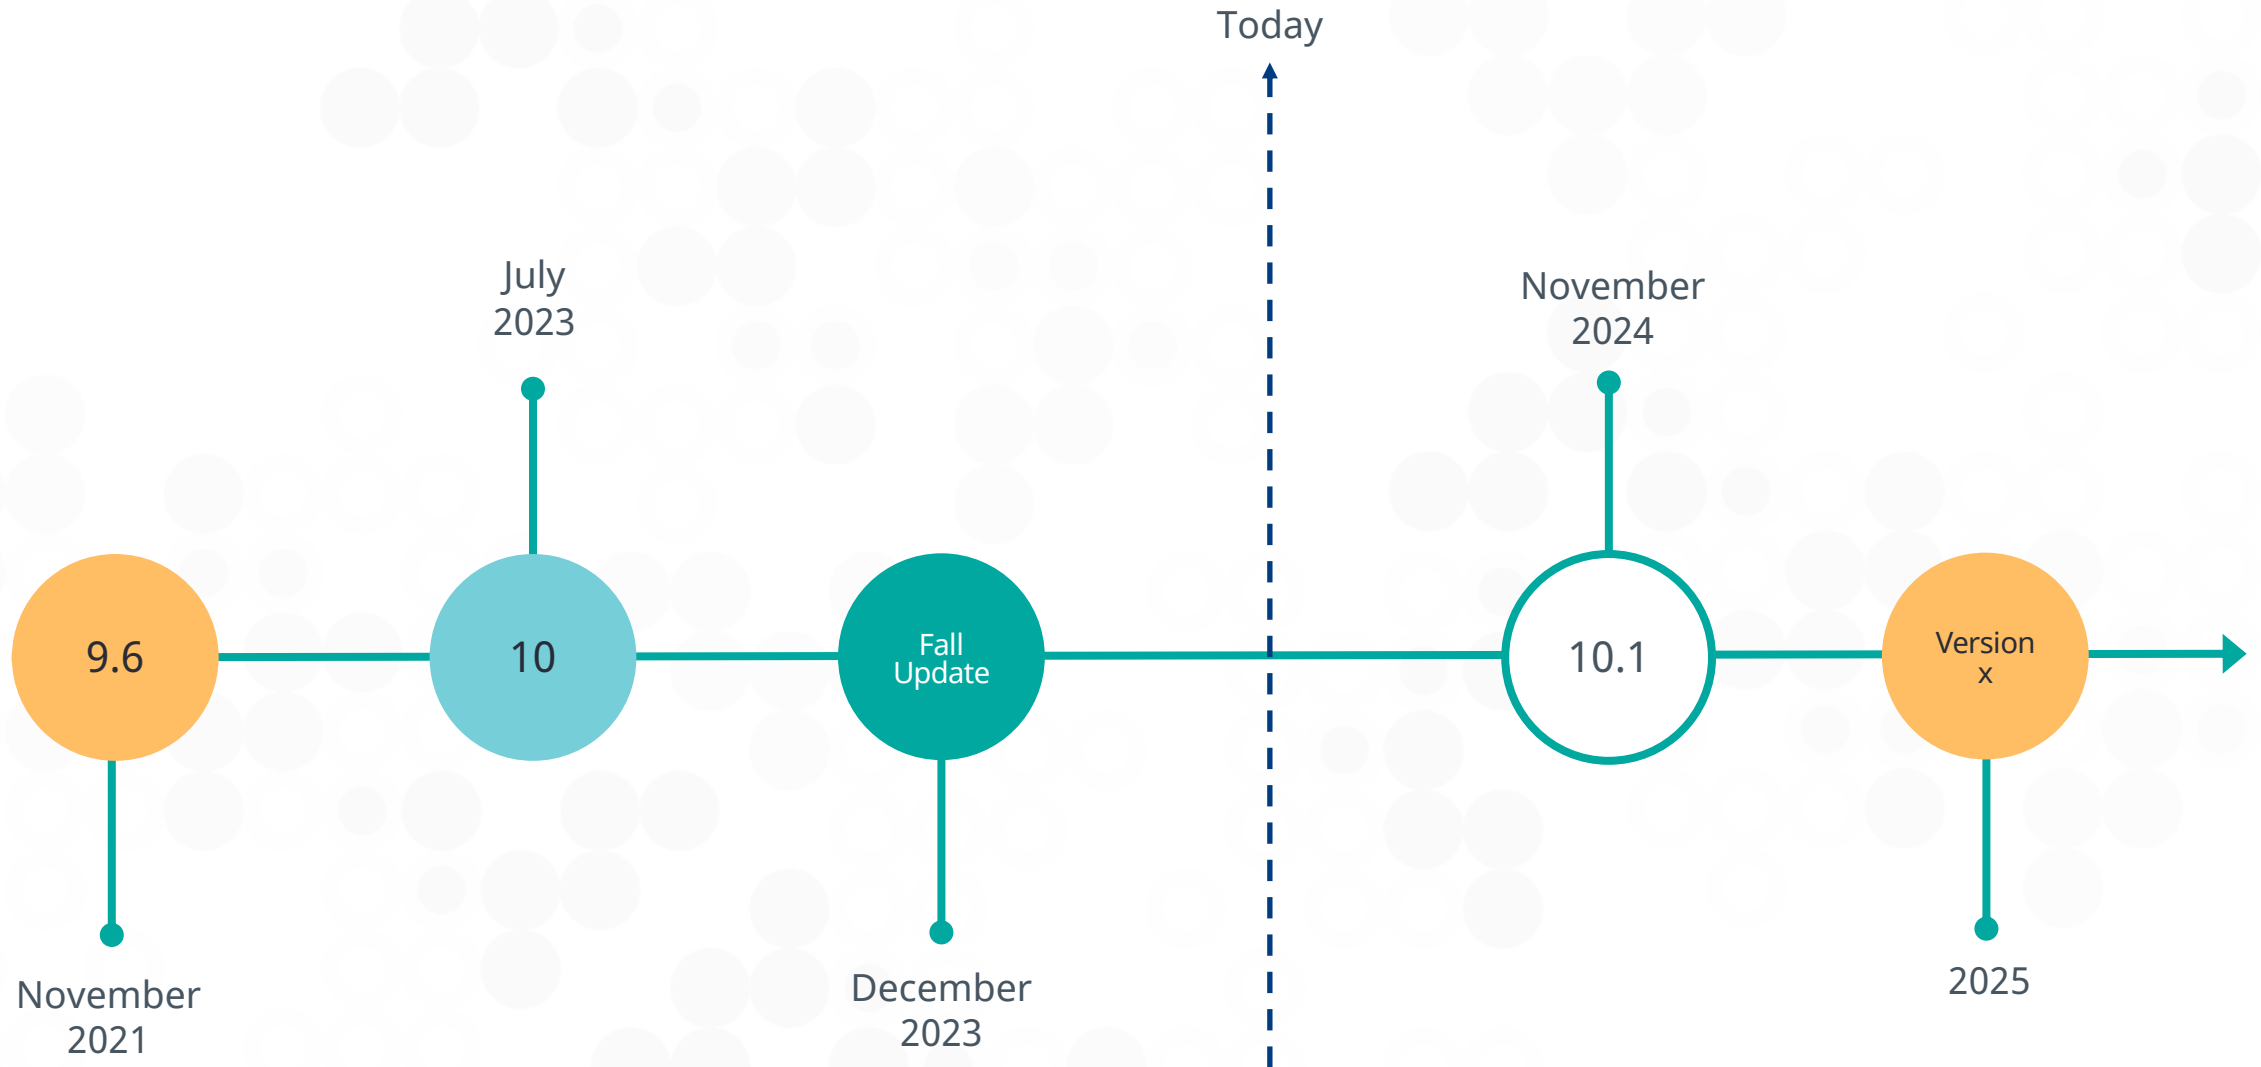 Today
July
2023
November
2024
9.6
10
Fall
Update
10.1
Version
x
November
2021
December
2023
2025